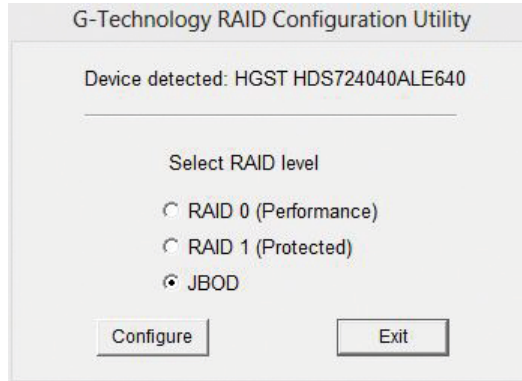 G-Technology RAID Configuration Utility
Device detected: HGST HDS724040ALE640
Select RAID level
RAID 0 (Performance)
RAID 1 (Protected)
JBOD
Configure Exit